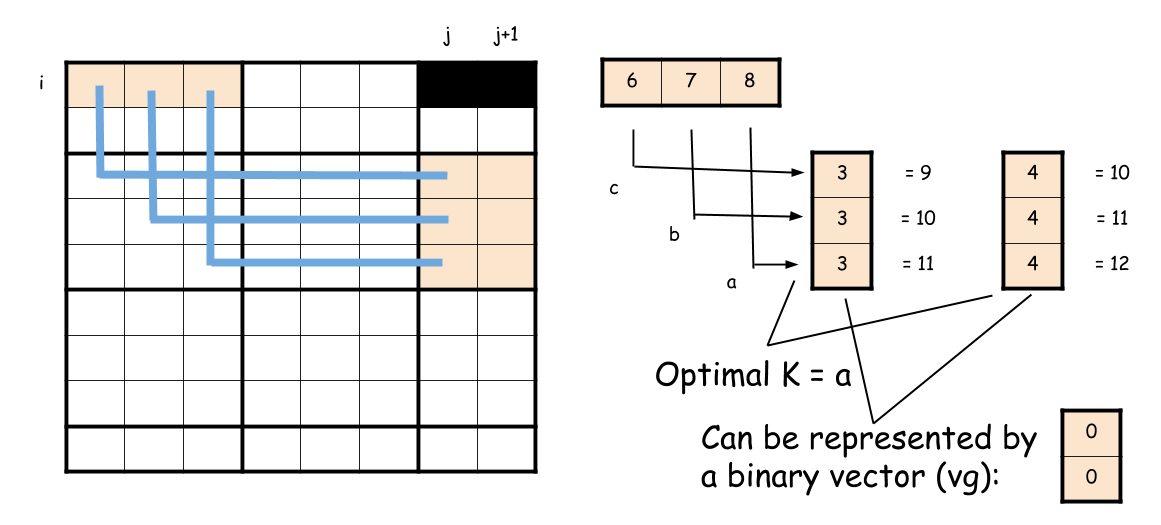 j
j+1
i
6 7 8
3 = 9
4 = 10
c
3 = 10
4 = 11
b
3 = 11
4 = 12
a
Optimal K = a
Can be represented by
a binary vector (vg):
0
0